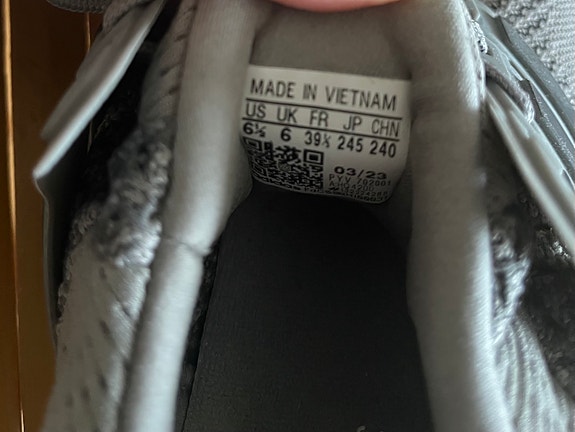 MADE IN VIETNAM
US UK FR JP CHN
6½ 6 39⅓ 245 240
03/23